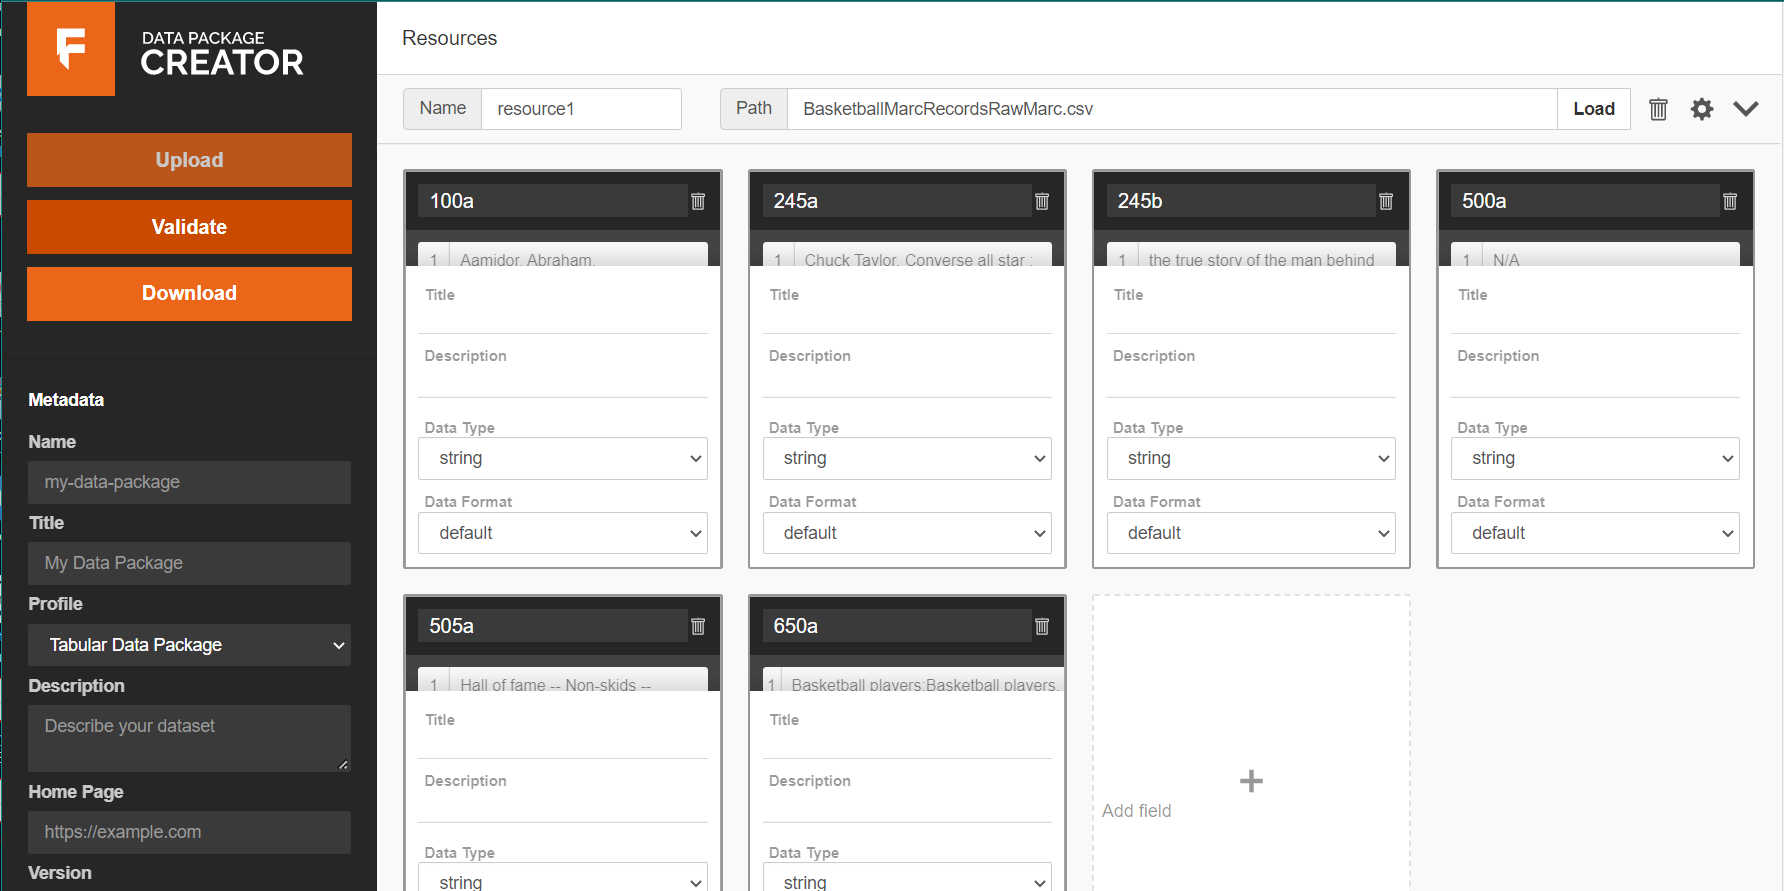 DATA PACKAGE
CREATOR
Upload
Validate
Download
Metadata
Name
my-data-package
Title
My Data Package
Profile
Tabular Data Package
Description
Describe your dataset
Home Page
https://example.com
Version
Resources
Name resource1 Path BasketballMarcRecordsRawMarc.csv Load
100a 245a 245b 500a
1 Aamidor, Abraham. 1 Chuck Taylor, Converse all star : 1 the true story of the man behind 1 N/A
Title Title Title Title
Description Description Description Description
Data Type Data Type Data Type Data Type
string string string string
Data Format Data Format Data Format Data Format
default default default default
505a 650a
1 Hall of fame -- Non-skids -- 1 Basketball players;Basketball players.
Title Title
Description Description
Add field
Data Type Data Type
string string